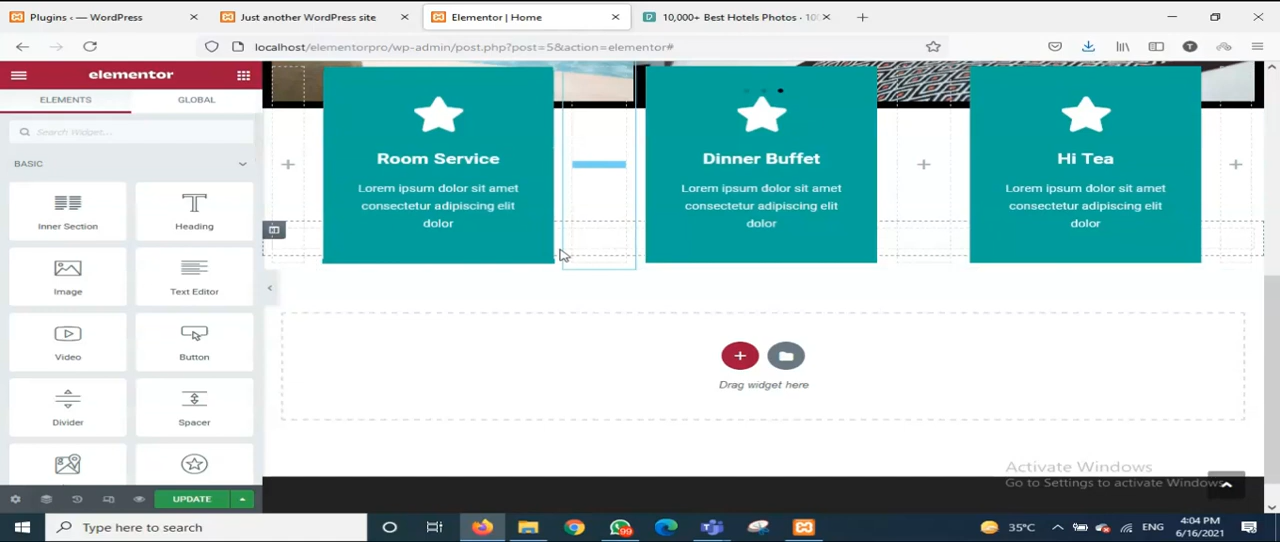 Plugins ‹ — WordPress
Just another WordPress site
Elementor | Home
10,000+ Best Hotels Photos · 10
localhost/elementorpro/wp-admin/post.php?post=5&action=elementor#
elementor
ELEMENTS
GLOBAL
Search Widget...
BASIC
Inner Section
Heading
Image
Text Editor
Video
Button
Divider
Spacer
UPDATE
Room Service
Lorem ipsum dolor sit amet
consectetur adipiscing elit
dolor
Dinner Buffet
Lorem ipsum dolor sit amet
consectetur adipiscing elit
dolor
Hi Tea
Lorem ipsum dolor sit amet
consectetur adipiscing elit
dolor
Drag widget here
Activate Windows
Go to Settings to activate Windows.
Type here to search
99
35°C
ENG
4:04 PM
6/16/2021